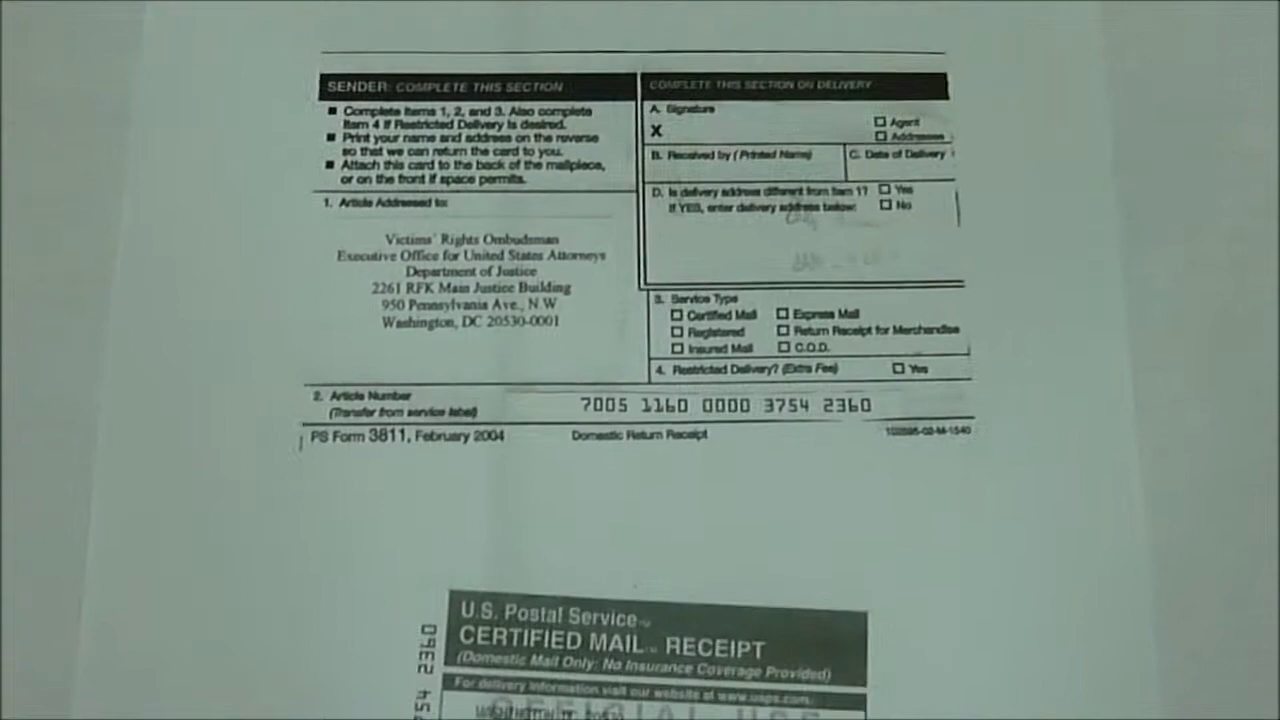 SENDER: COMPLETE THIS SECTION
■ Complete items 1, 2, and 3. Also complete
item 4 if Restricted Delivery is desired.
■ Print your name and address on the reverse
so that we can return the card to you.
■ Attach this card to the back of the mailpiece,
or on the front if space permits.
1. Article Addressed to:
Victims' Rights Ombudsman
Executive Office for United States Attorneys
Department of Justice
2261 RFK Main Justice Building
950 Pennsylvania Ave., N.W
Washington, DC 20530-0001
COMPLETE THIS SECTION ON DELIVERY
A. Signature
X
☐ Agent
☐ Addressee
B. Received by (Printed Name)
C. Date of Delivery
D. Is delivery address different from item 1? ☐ Yes
If YES, enter delivery address below: ☐ No
3. Service Type
☐ Certified Mail ☐ Express Mail
☐ Registered ☐ Return Receipt for Merchandise
☐ Insured Mail ☐ C.O.D.
4. Restricted Delivery? (Extra Fee) ☐ Yes
2. Article Number
(Transfer from service label)
7005 1160 0000 3754 2360
PS Form 3811, February 2004
Domestic Return Receipt
102595-02-M-1540
U.S. Postal Service™
CERTIFIED MAIL™ RECEIPT
(Domestic Mail Only; No Insurance Coverage Provided)
For delivery information visit our website at www.usps.com
OFFICIAL USE
2360